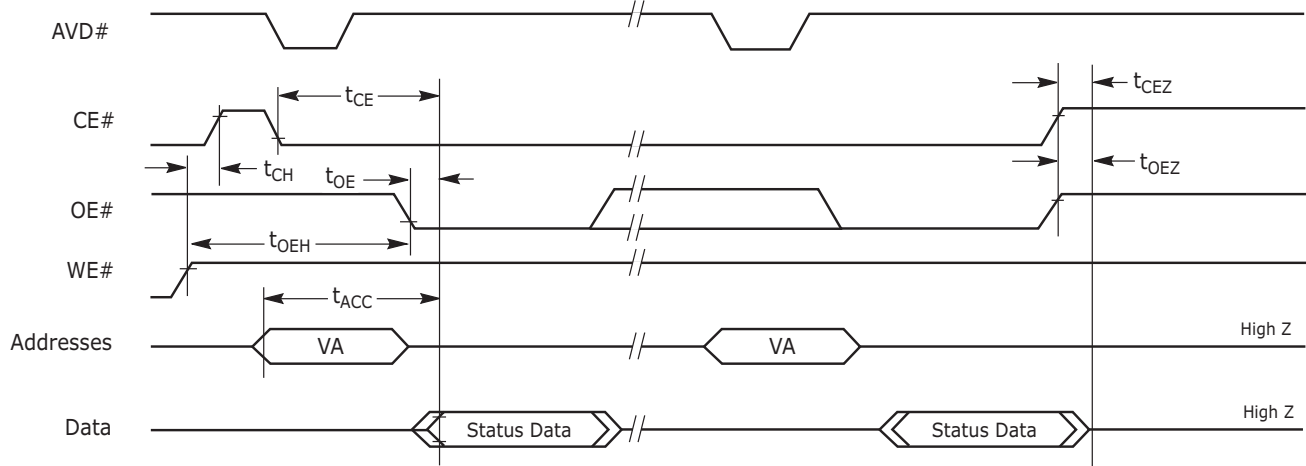 AVD#
tCE
tCEZ
CE#
tCH
tOE
tOEZ
OE#
tOEH
WE#
tACC
Addresses
VA
VA
High Z
Data
Status Data
Status Data
High Z